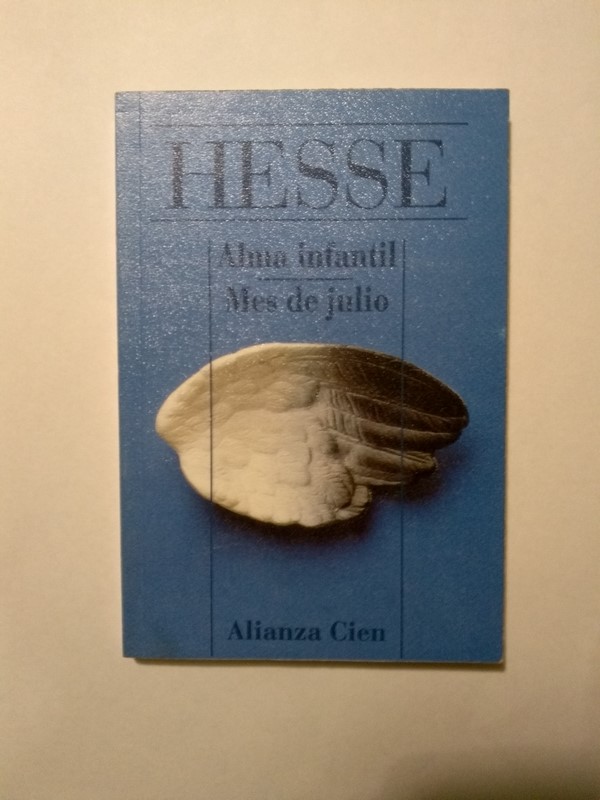 HESSE
Alma infantil
Mes de julio
Alianza Cien